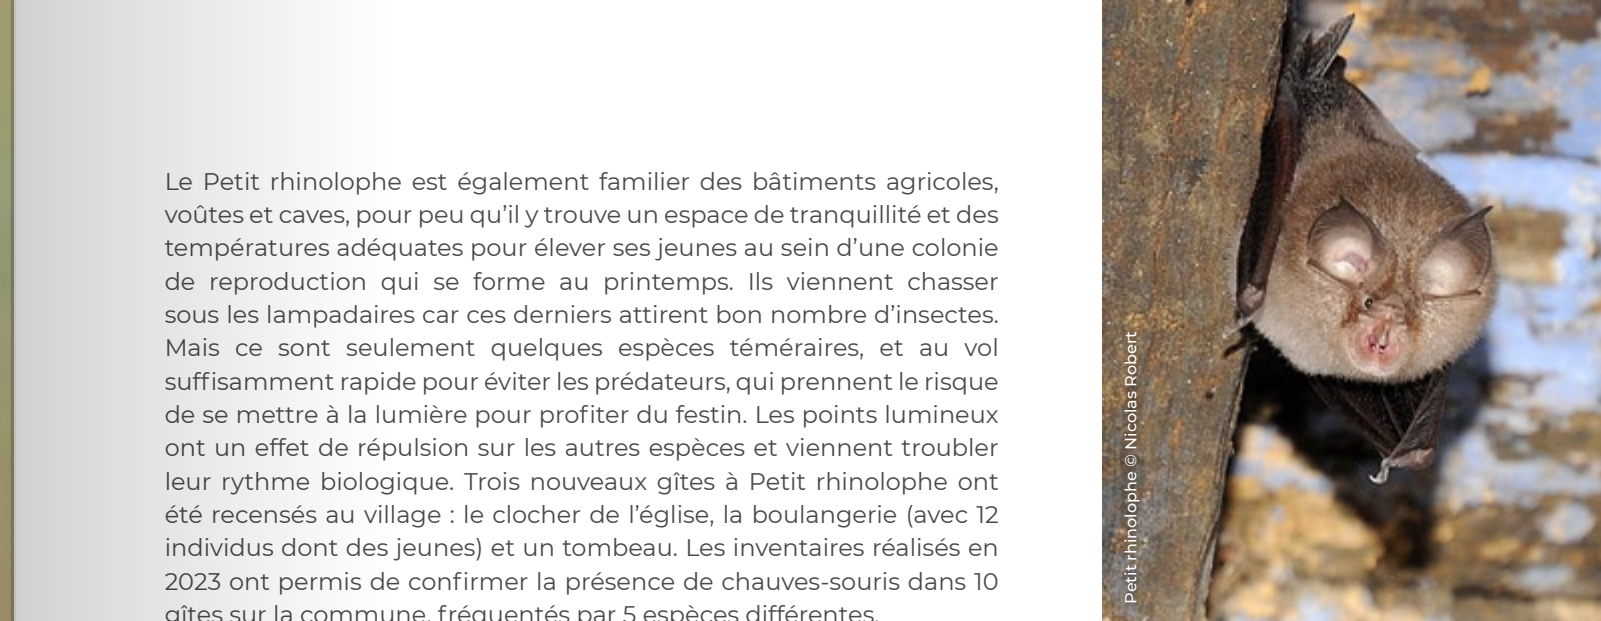 Le Petit rhinolophe est également familier des bâtiments agricoles,
voûtes et caves, pour peu qu’il y trouve un espace de tranquillité et des
températures adéquates pour élever ses jeunes au sein d’une colonie
de reproduction qui se forme au printemps. Ils viennent chasser
sous les lampadaires car ces derniers attirent bon nombre d’insectes.
Mais ce sont seulement quelques espèces téméraires, et au vol
suffisamment rapide pour éviter les prédateurs, qui prennent le risque
de se mettre à la lumière pour profiter du festin. Les points lumineux
ont un effet de répulsion sur les autres espèces et viennent troubler
leur rythme biologique. Trois nouveaux gîtes à Petit rhinolophe ont
été recensés au village : le clocher de l’église, la boulangerie (avec 12
individus dont des jeunes) et un tombeau. Les inventaires réalisés en
2023 ont permis de confirmer la présence de chauves-souris dans 10
gîtes sur la commune, fréquentés par 5 espèces différentes.
Petit rhinolophe © Nicolas Robert